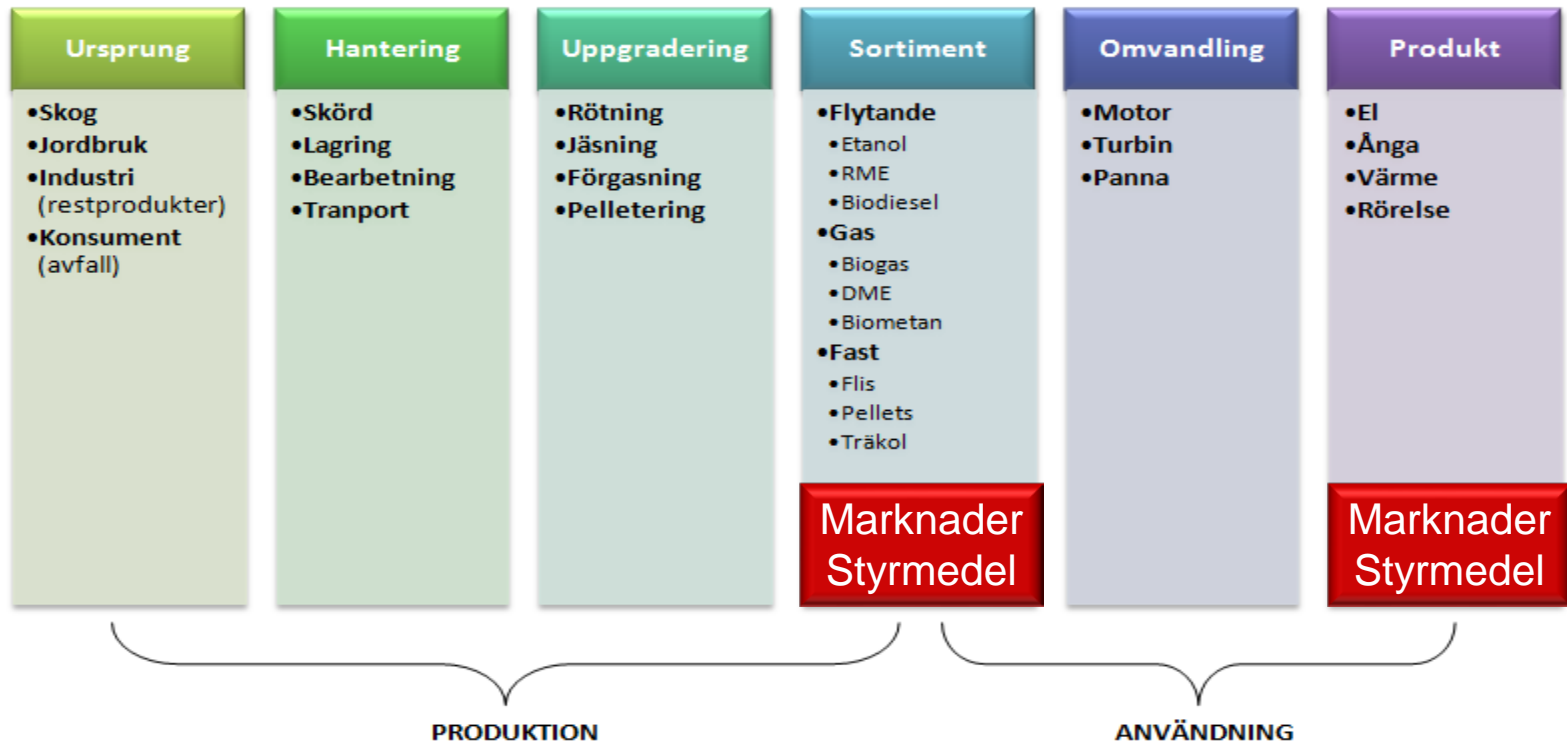 Ursprung
•Skog
•Jordbruk
•Industri
(restprodukter)
•Konsument
(avfall)
Hantering
•Skörd
•Lagring
•Bearbetning
•Tranport
Uppgradering
•Rötning
•Jäsning
•Förgasning
•Pelletering
Sortiment
•Flytande
•Etanol
•RME
•Biodiesel
•Gas
•Biogas
•DME
•Biometan
•Fast
•Flis
•Pellets
•Träkol
Marknader
Styrmedel
Omvandling
•Motor
•Turbin
•Panna
Produkt
•El
•Ånga
•Värme
•Rörelse
Marknader
Styrmedel
PRODUKTION
ANVÄNDNING